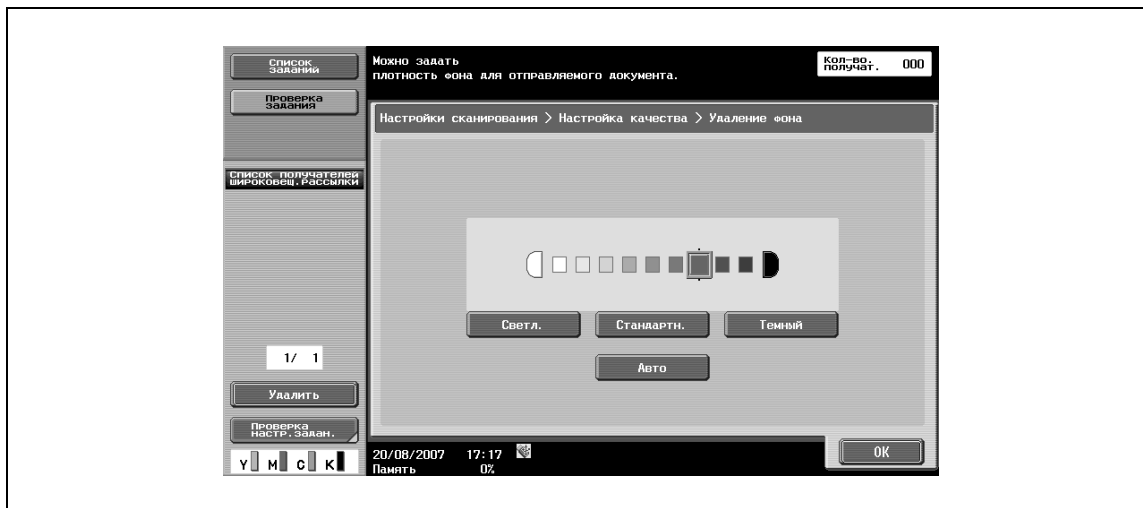 Список
заданий
Проверка
задания
Список получателей
широковещ.рассылки
1/ 1
Удалить
Проверка
настр.задан.
Y M C K
Можно задать
плотность фона для отправляемого документа.
Кол-во.
получат. 000
Настройки сканирования > Настройка качества > Удаление фона
Светл. Стандартн. Темный
Авто
20/08/2007 17:17
Память 0%
OK